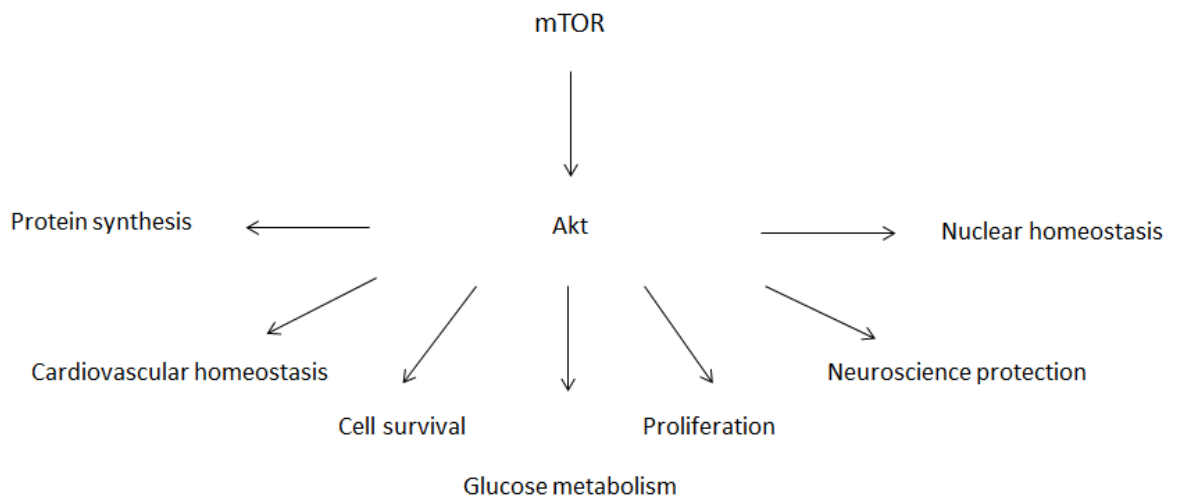 mTOR
Protein synthesis
Akt
Nuclear homeostasis
Cardiovascular homeostasis
Neuroscience protection
Cell survival
Proliferation
Glucose metabolism